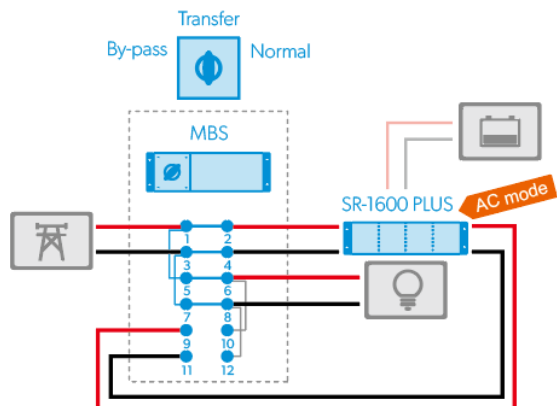 Transfer
By-pass Normal
MBS
SR-1600 PLUS AC mode
1 2
3 4
5 6
7 8
9 10
11 12